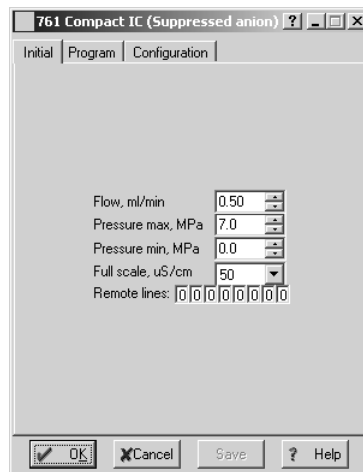 761 Compact IC (Suppressed anion) ?
Initial Program Configuration
Flow, ml/min 0.50
Pressure max, MPa 7.0
Pressure min, MPa 0.0
Full scale, uS/cm 50
Remote lines: 0 0 0 0 0 0 0 0
OK Cancel Save ? Help